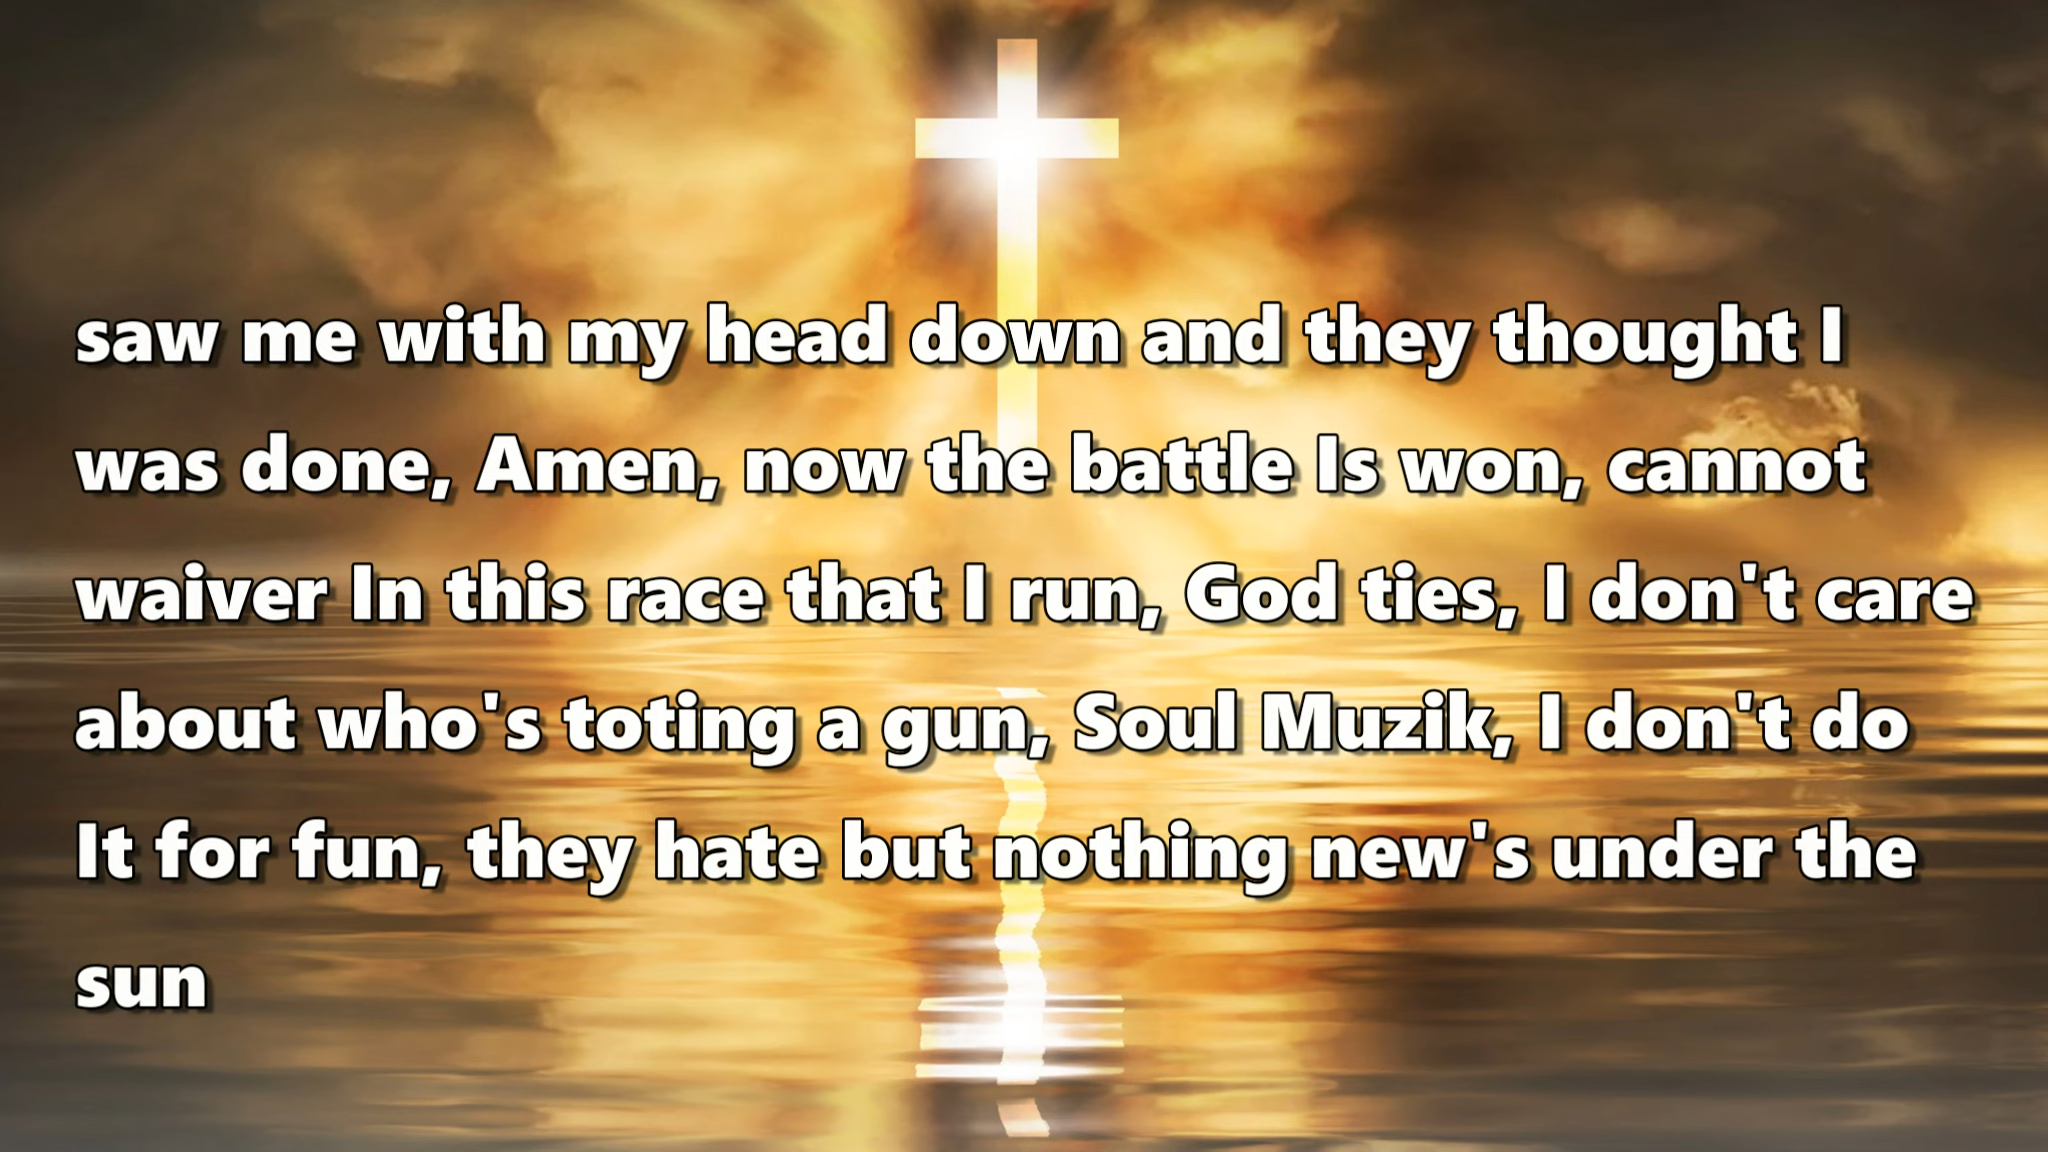 saw me with my head down and they thought I
was done, Amen, now the battle Is won, cannot
waiver In this race that I run, God ties, I don't care
about who's toting a gun, Soul Muzik, I don't do
It for fun, they hate but nothing new's under the
sun